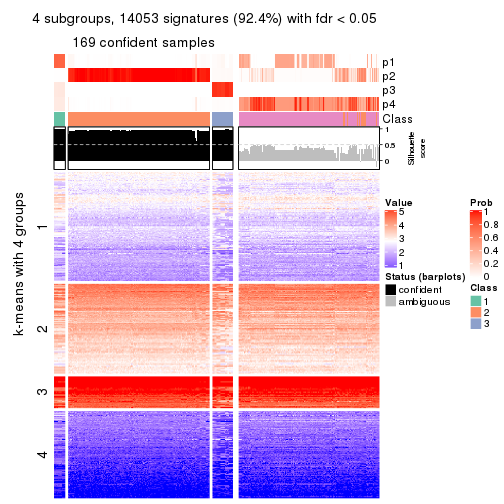 4 subgroups, 14053 signatures (92.4%) with fdr < 0.05
169 confident samples
p1
p2
p3
p4
Class
1
0.5
0
Silhouette
score
k-means with 4 groups
1
2
3
4
Value
5
4
3
2
1
Status (barplots)
confident
ambiguous
Prob
1
0.8
0.6
0.4
0.2
0
Class
1
2
3